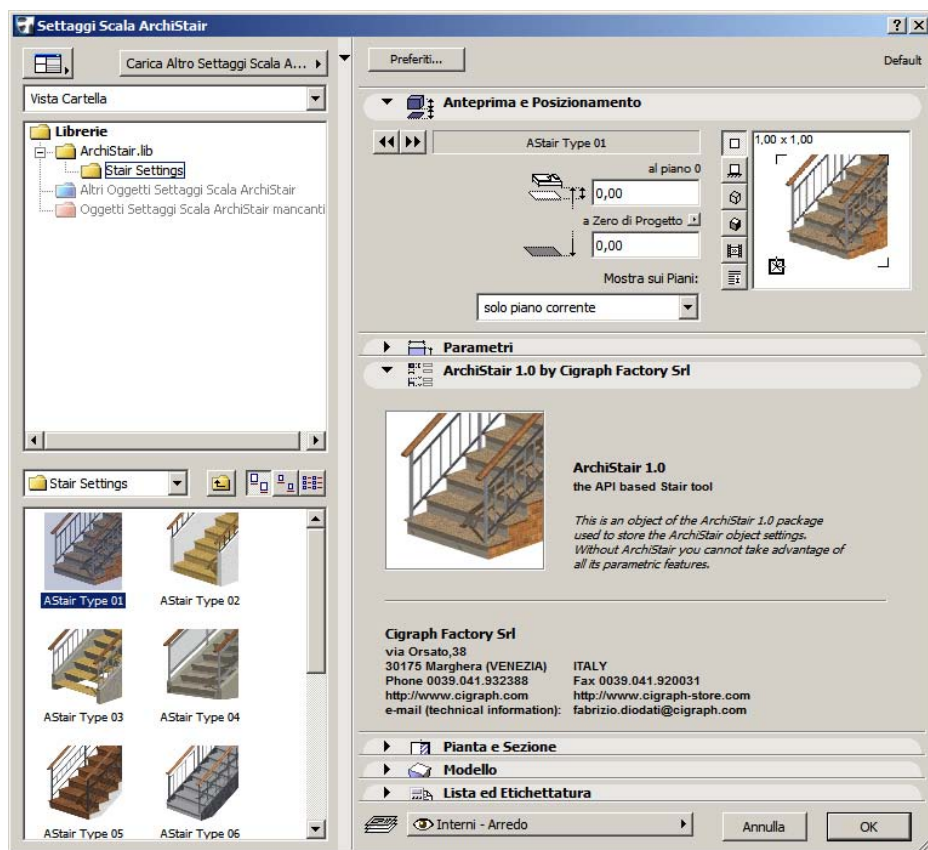 Settaggi Scala ArchiStair
Carica Altro Settaggi Scala A...
Vista Cartella
Librerie
ArchiStair.lib
Stair Settings
Altri Oggetti Settaggi Scala ArchiStair
Oggetti Settaggi Scala ArchiStair mancanti
Stair Settings
AStair Type 01
AStair Type 02
AStair Type 03
AStair Type 04
AStair Type 05
AStair Type 06
Preferiti...
Default
Anteprima e Posizionamento
AStair Type 01
al piano 0
0,00
a Zero di Progetto
0,00
Mostra sui Piani:
solo piano corrente
1,00 x 1,00
Parametri
ArchiStair 1.0 by Cigraph Factory Srl
ArchiStair 1.0
the API based Stair tool
This is an object of the ArchiStair 1.0 package
used to store the ArchiStair object settings.
Without ArchiStair you cannot take advantage of
all its parametric features.
Cigraph Factory Srl
via Orsato,38
30175 Marghera (VENEZIA) ITALY
Phone 0039.041.932388 Fax 0039.041.920031
http://www.cigraph.com http://www.cigraph-store.com
e-mail (technical information): fabrizio.diodati@cigraph.com
Pianta e Sezione
Modello
Lista ed Etichettatura
Interni - Arredo
Annulla
OK